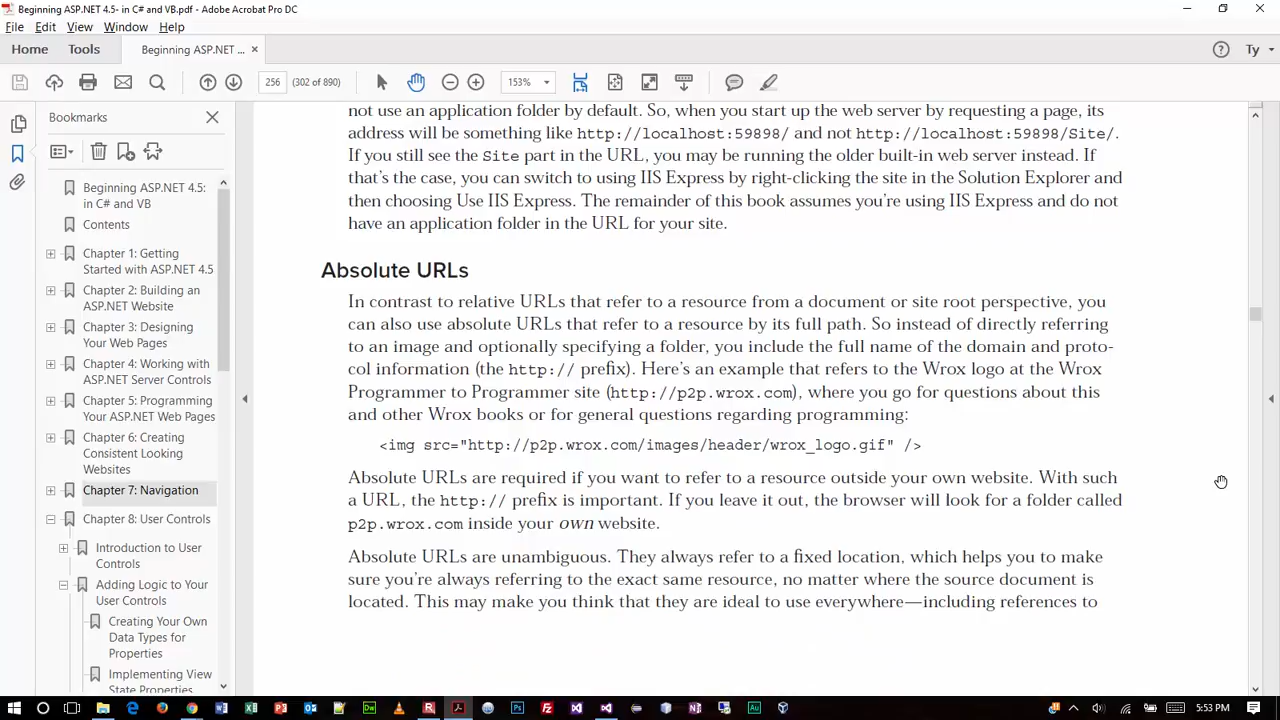 Beginning ASP.NET 4.5- in C# and VB.pdf - Adobe Acrobat Pro DC
File Edit View Window Help
Home Tools Beginning ASP.NET ... × Ty
256 (302 of 890) 153%
Bookmarks
Beginning ASP.NET 4.5:
in C# and VB
Contents
Chapter 1: Getting
Started with ASP.NET 4.5
Chapter 2: Building an
ASP.NET Website
Chapter 3: Designing
Your Web Pages
Chapter 4: Working with
ASP.NET Server Controls
Chapter 5: Programming
Your ASP.NET Web Pages
Chapter 6: Creating
Consistent Looking
Websites
Chapter 7: Navigation
Chapter 8: User Controls
Introduction to User
Controls
Adding Logic to Your
User Controls
Creating Your Own
Data Types for
Properties
Implementing View
State Properties
not use an application folder by default. So, when you start up the web server by requesting a page, its
address will be something like http://localhost:59898/ and not http://localhost:59898/Site/.
If you still see the Site part in the URL, you may be running the older built-in web server instead. If
that's the case, you can switch to using IIS Express by right-clicking the site in the Solution Explorer and
then choosing Use IIS Express. The remainder of this book assumes you're using IIS Express and do not
have an application folder in the URL for your site.
Absolute URLs
In contrast to relative URLs that refer to a resource from a document or site root perspective, you
can also use absolute URLs that refer to a resource by its full path. So instead of directly referring
to an image and optionally specifying a folder, you include the full name of the domain and proto-
col information (the http:// prefix). Here's an example that refers to the Wrox logo at the Wrox
Programmer to Programmer site (http://p2p.wrox.com), where you go for questions about this
and other Wrox books or for general questions regarding programming:
<img src="http://p2p.wrox.com/images/header/wrox_logo.gif" />
Absolute URLs are required if you want to refer to a resource outside your own website. With such
a URL, the http:// prefix is important. If you leave it out, the browser will look for a folder called
p2p.wrox.com inside your own website.
Absolute URLs are unambiguous. They always refer to a fixed location, which helps you to make
sure you're always referring to the exact same resource, no matter where the source document is
located. This may make you think that they are ideal to use everywhere—including references to
5:53 PM